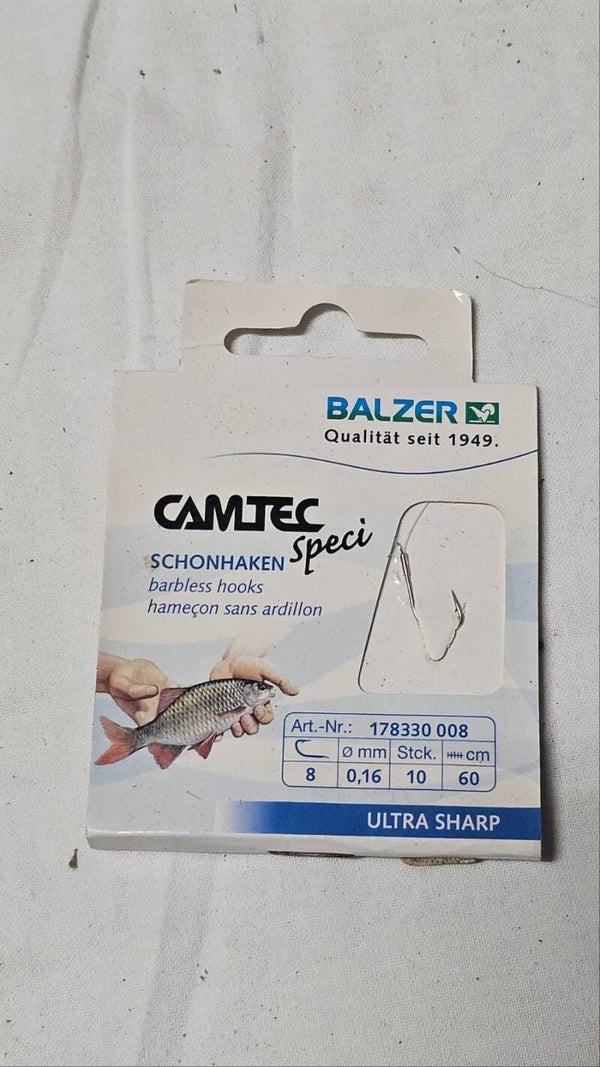 BALZER
Qualität seit 1949.
CAMTEC
Speci
SCHONHAKEN
barbless hooks
hameçon sans ardillon
Art.-Nr.: 178330 008
Ø mm Stck. cm
8 0,16 10 60
ULTRA SHARP